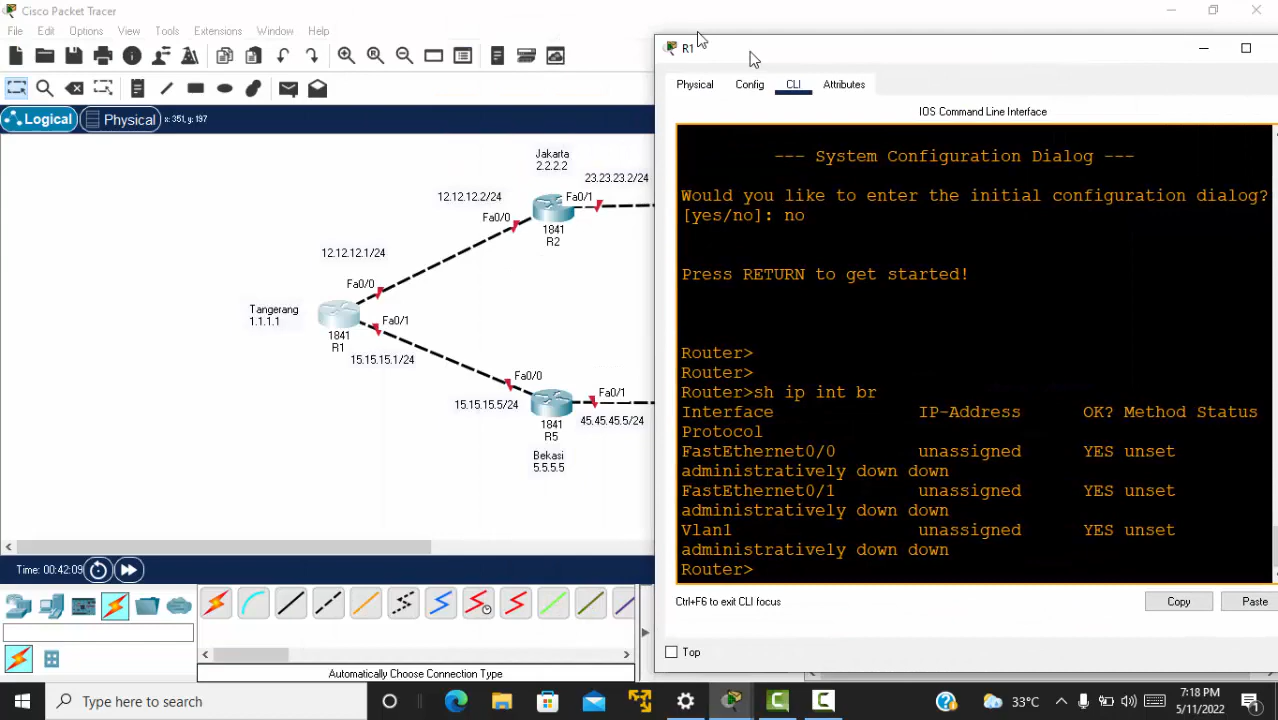 Cisco Packet Tracer
File Edit Options View Tools Extensions Window Help
Logical
Physical
x: 351, y: 197
Jakarta
2.2.2.2
23.23.23.2/24
12.12.12.2/24
Fa0/1
Fa0/0
1841
R2
12.12.12.1/24
Fa0/0
Tangerang
1.1.1.1
Fa0/1
1841
R1
15.15.15.1/24
Fa0/0
Fa0/1
15.15.15.5/24
45.45.45.5/24
1841
R5
Bekasi
5.5.5.5
Time: 00:42:09
Automatically Choose Connection Type
R1
Physical Config CLI Attributes
IOS Command Line Interface
--- System Configuration Dialog ---
Would you like to enter the initial configuration dialog?
[yes/no]: no
Press RETURN to get started!
Router>
Router>
Router>sh ip int br
Interface IP-Address OK? Method Status
Protocol
FastEthernet0/0 unassigned YES unset
administratively down down
FastEthernet0/1 unassigned YES unset
administratively down down
Vlan1 unassigned YES unset
administratively down down
Router>
Ctrl+F6 to exit CLI focus
Copy
Paste
Top
Type here to search
33°C
7:18 PM
5/11/2022
1